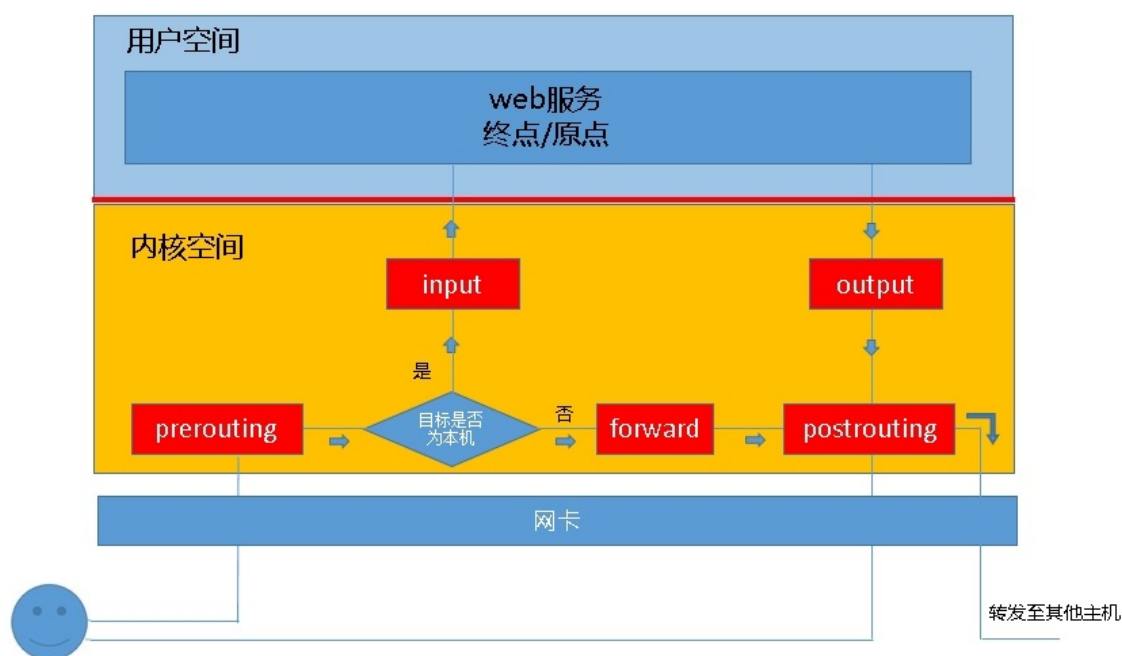 用户空间
web服务
终点/原点
内核空间
input
output
是
prerouting
目标是否
为本机
否
forward
postrouting
网卡
转发至其他主机